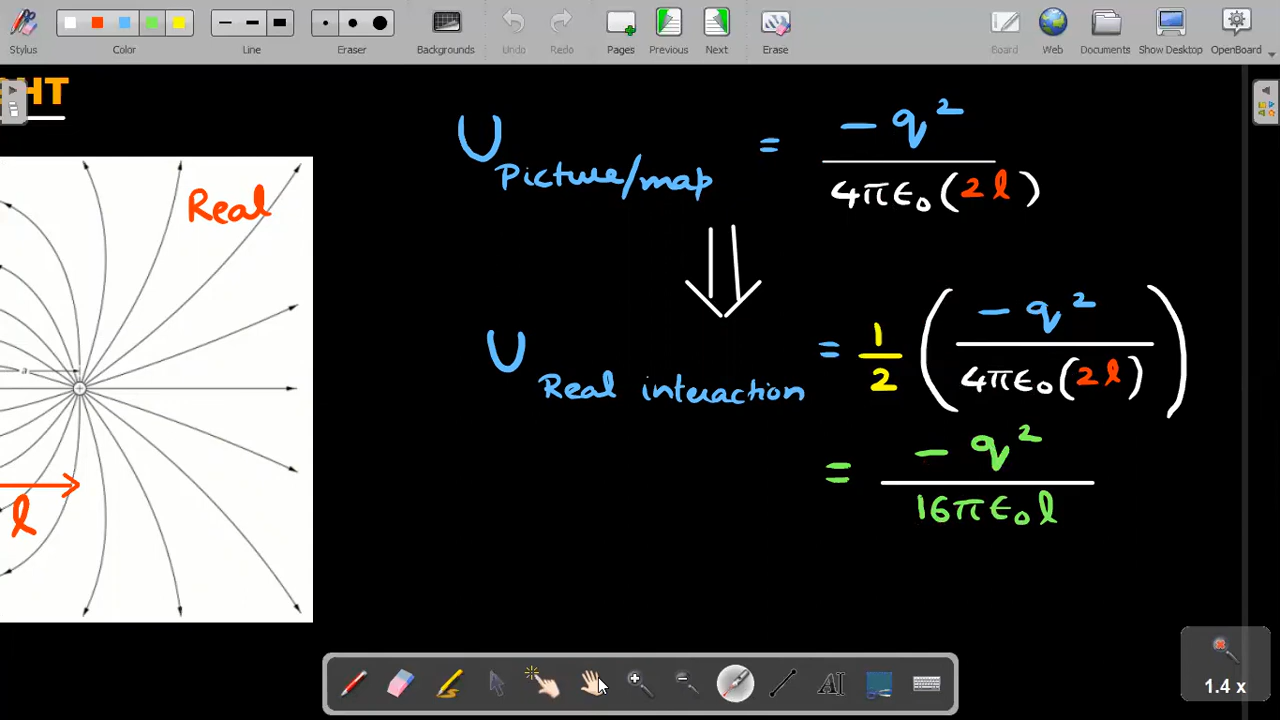 Stylus
Color
Line
Eraser
Backgrounds
Undo
Redo
Pages
Previous
Next
Erase
Board
Web
Documents
Show Desktop
OpenBoard
HT
Real
a
l
U Picture/map = -q² / 4πε₀(2l)
U Real interaction = 1/2 (-q² / 4πε₀(2l))
= -q² / 16πε₀l
1.4 x